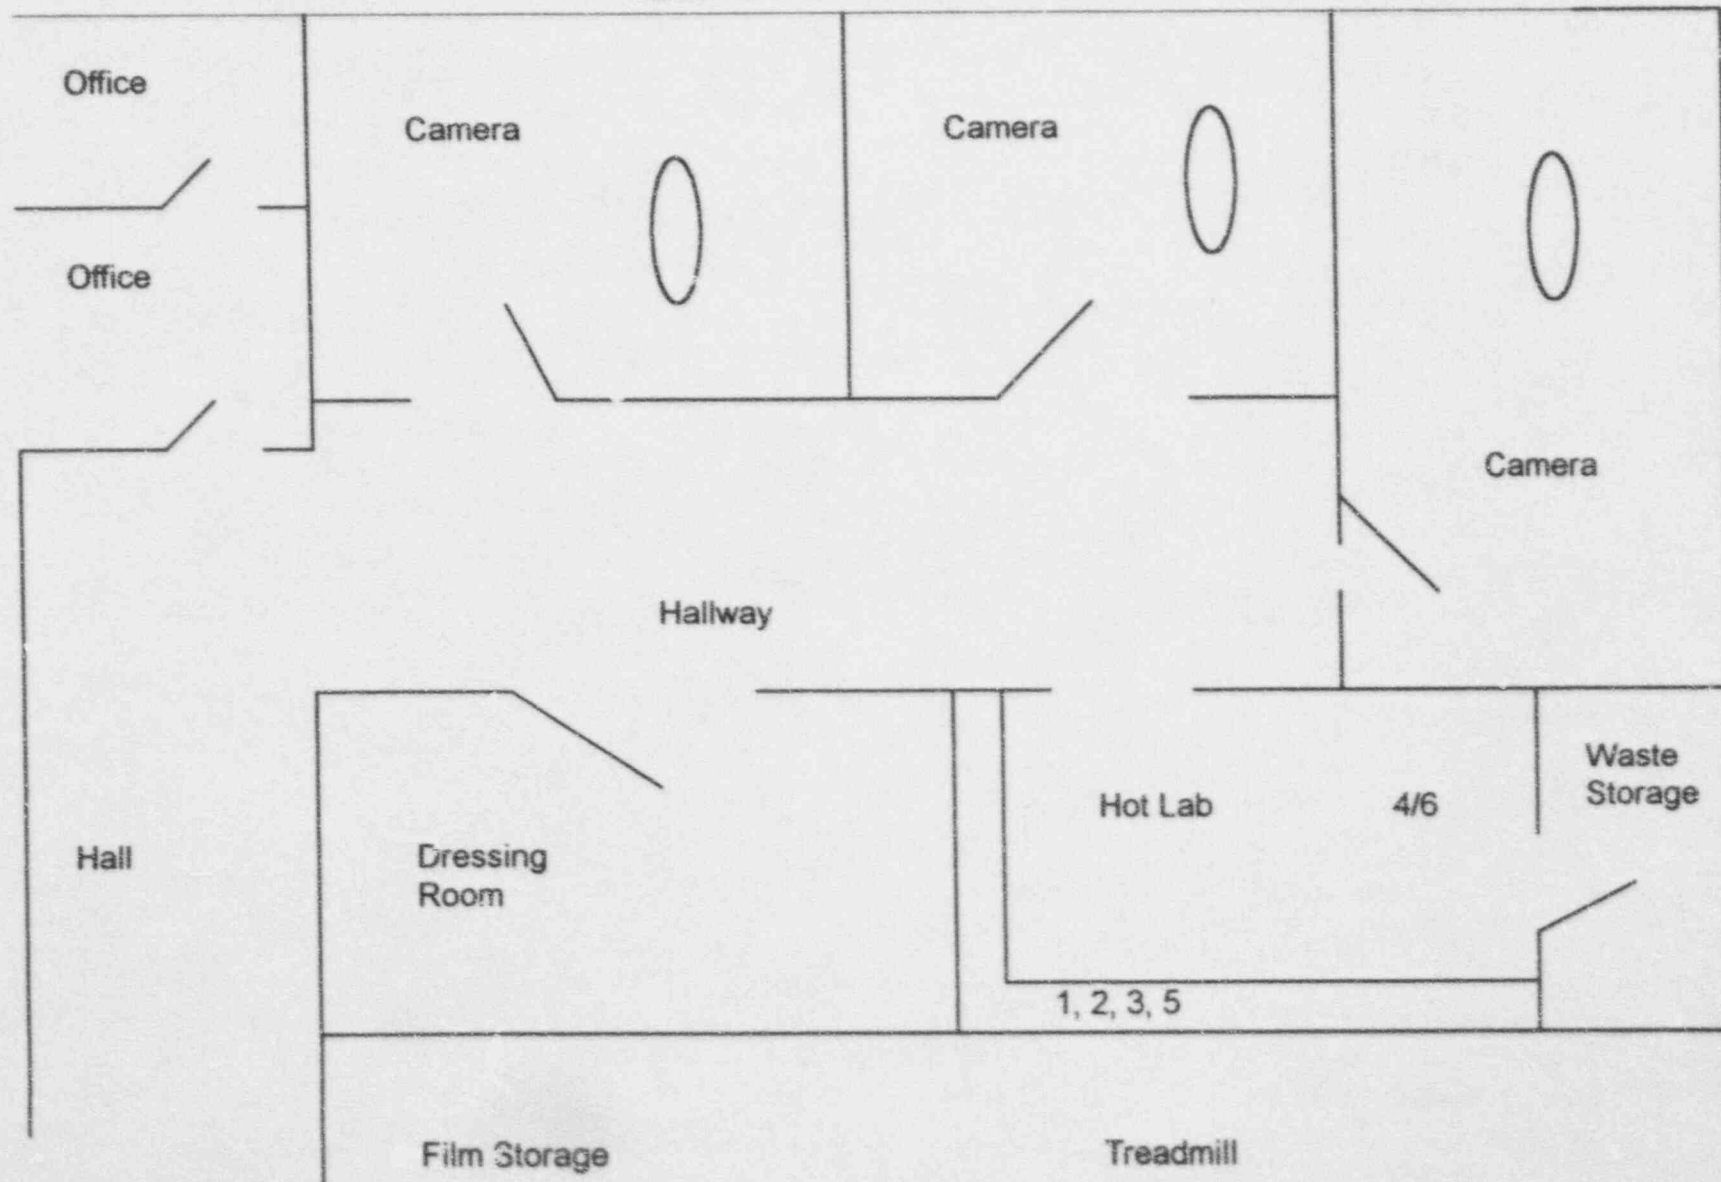 Office
Camera
Camera
Office
Camera
Hallway
Waste
Storage
Hot Lab
4/6
Hall
Dressing
Room
1, 2, 3, 5
Film Storage
Treadmill